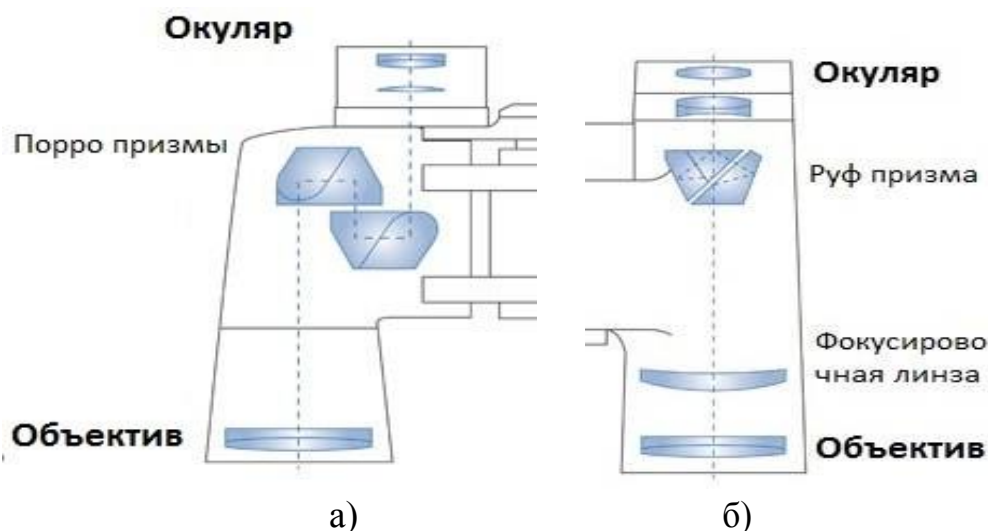 Окуляр
Порро призмы
Объектив
а)
Окуляр
Руф призма
Фокусирово
чная линза
Объектив
б)